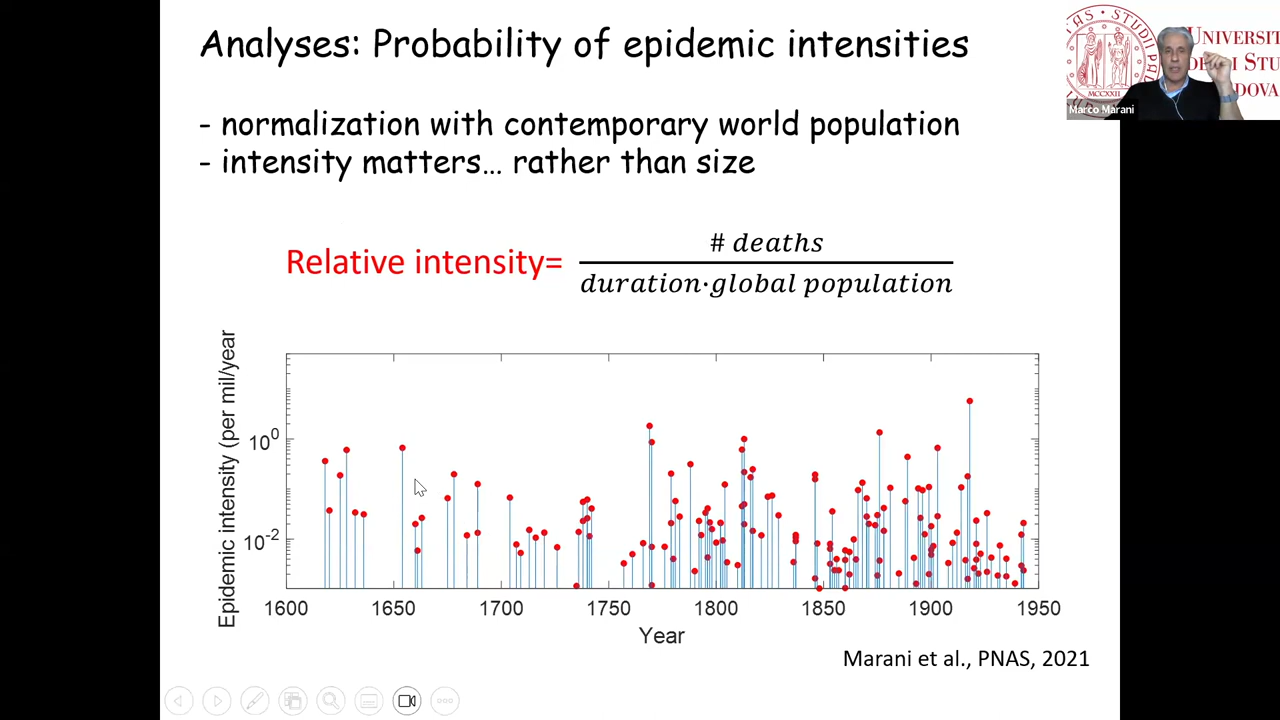 Analyses: Probability of epidemic intensities
- normalization with contemporary world population
- intensity matters… rather than size
Relative intensity=
# deaths
duration·global population
Epidemic intensity (per mil/year
10^0
10^-2
1600 1650 1700 1750 1800 1850 1900 1950
Year
Marani et al., PNAS, 2021
Marco Marani
MCCXXII
UNIVERSIT